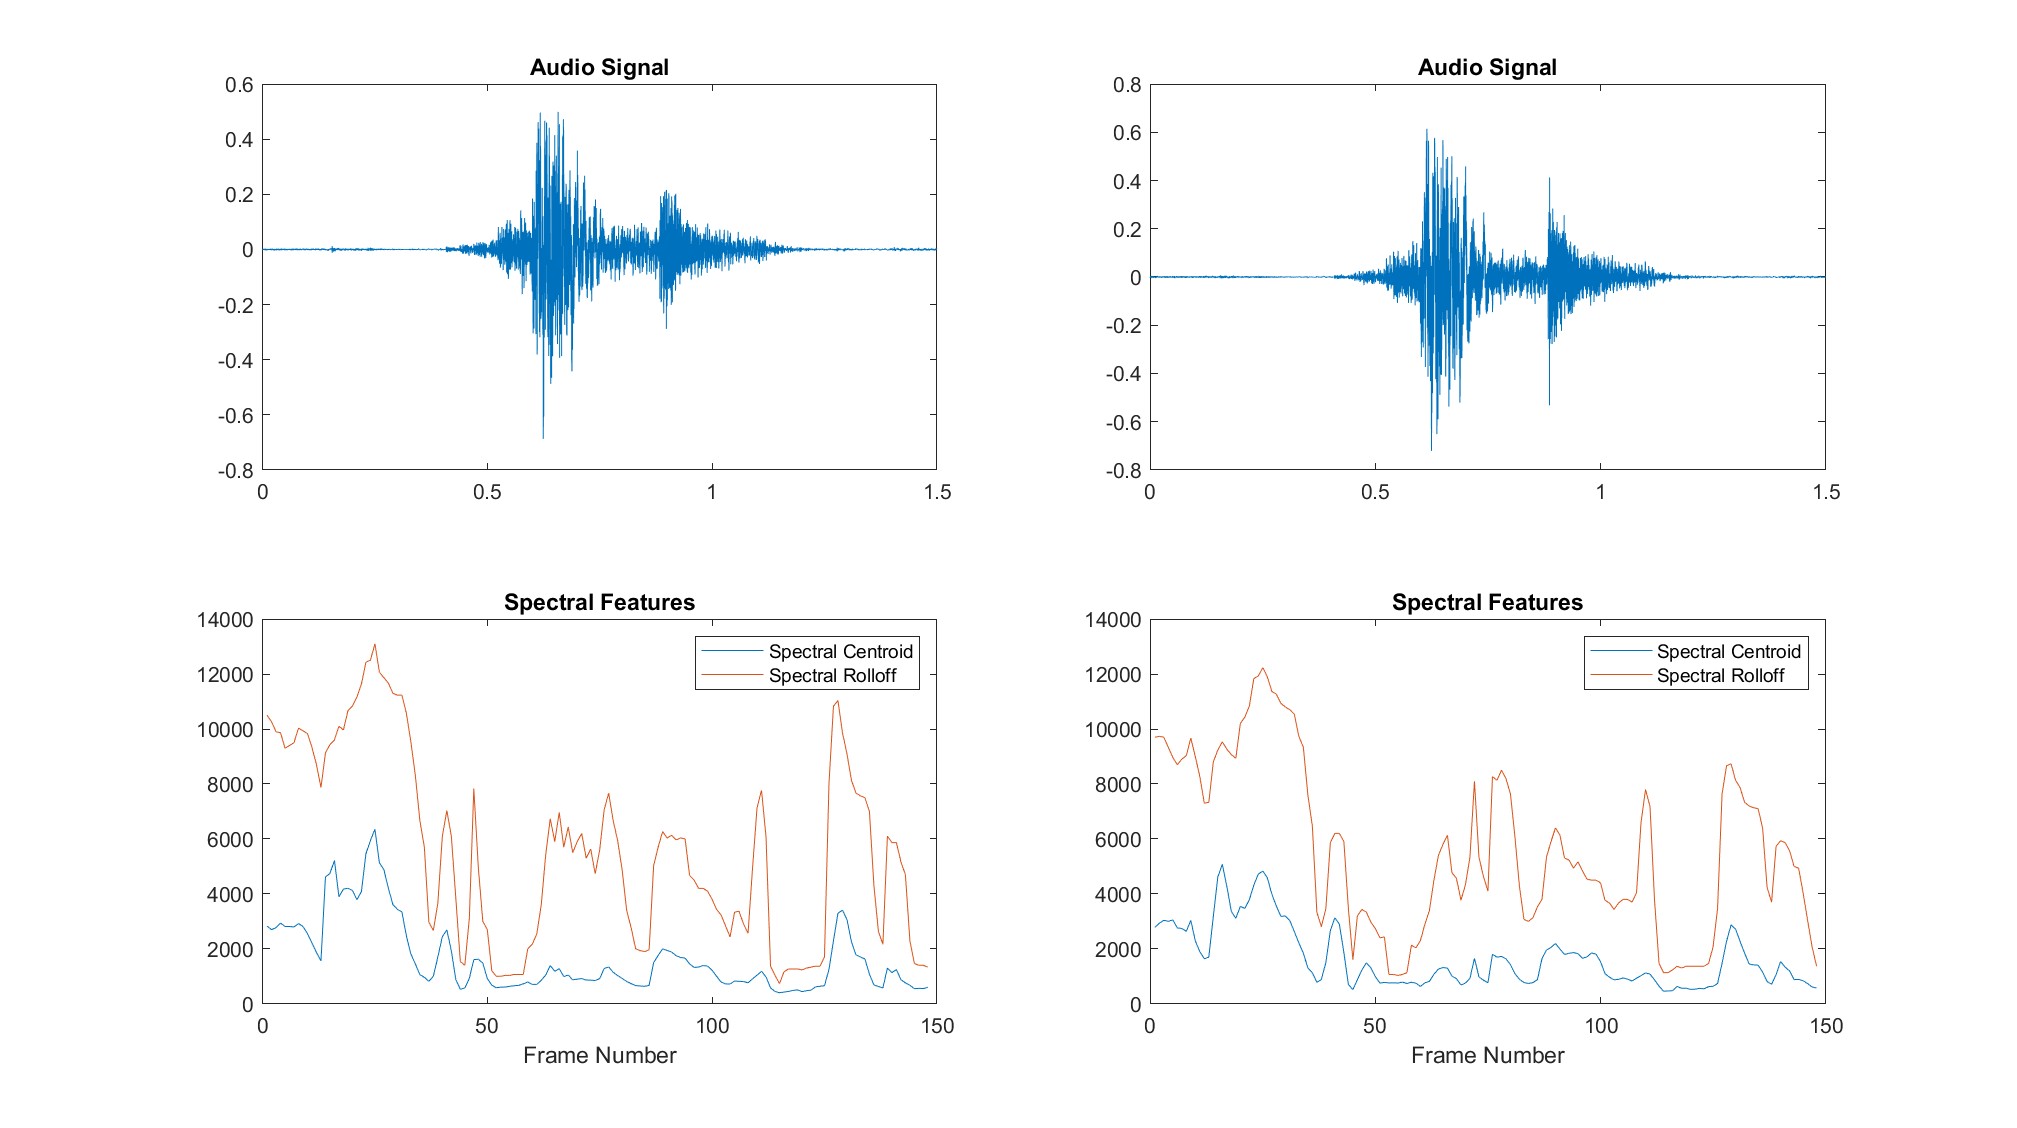 Audio Signal
0.6
0.4
0.2
0
-0.2
-0.4
-0.6
-0.8
0 0.5 1 1.5
Audio Signal
0.8
0.6
0.4
0.2
0
-0.2
-0.4
-0.6
-0.8
0 0.5 1 1.5
Spectral Features
14000
12000
10000
8000
6000
4000
2000
0
Spectral Centroid
Spectral Rolloff
0 50 100 150
Frame Number
Spectral Features
14000
12000
10000
8000
6000
4000
2000
0
Spectral Centroid
Spectral Rolloff
0 50 100 150
Frame Number